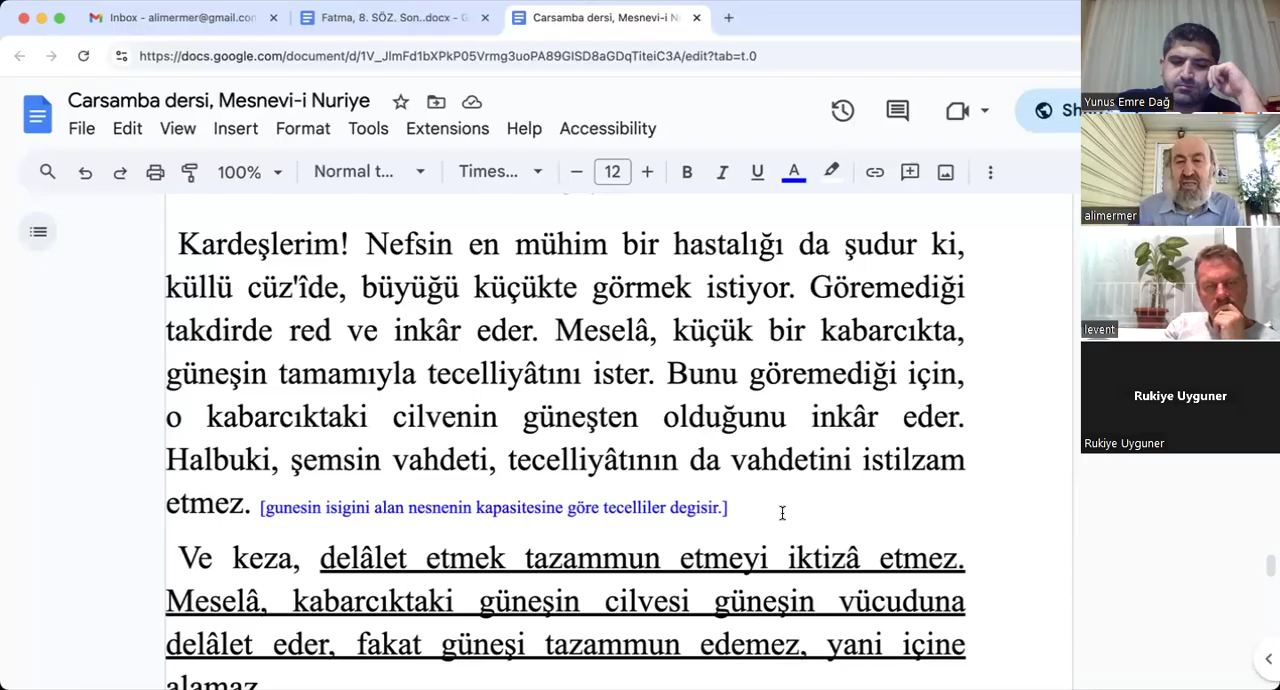 Inbox - alimermer@gmail.con
Fatma, 8. SÖZ. Son..docx - G
Carsamba dersi, Mesnevi-i N
https://docs.google.com/document/d/1V_JImFd1bXPkP05Vrmg3uoPA89GISD8aGDqTiteiC3A/edit?tab=t.0
Carsamba dersi, Mesnevi-i Nuriye
File Edit View Insert Format Tools Extensions Help Accessibility
100% Normal t... Times... 12 B I U A
Kardeşlerim! Nefsin en mühim bir hastalığı da şudur ki,
küllü cüz'îde, büyüğü küçükte görmek istiyor. Göremediği
takdirde red ve inkâr eder. Meselâ, küçük bir kabarcıkta,
güneşin tamamıyla tecelliyâtını ister. Bunu göremediği için,
o kabarcıktaki cilvenin güneşten olduğunu inkâr eder.
Halbuki, şemsin vahdeti, tecelliyâtının da vahdetini istilzam
etmez. [gunesin isigini alan nesnenin kapasitesine göre tecelliler degisir.]
Ve keza, delâlet etmek tazammun etmeyi iktizâ etmez.
Meselâ, kabarcıktaki güneşin cilvesi güneşin vücuduna
delâlet eder, fakat güneşi tazammun edemez, yani içine
alamaz
Yunus Emre Dağ
alimermer
levent
Rukiye Uyguner
Rukiye Uyguner